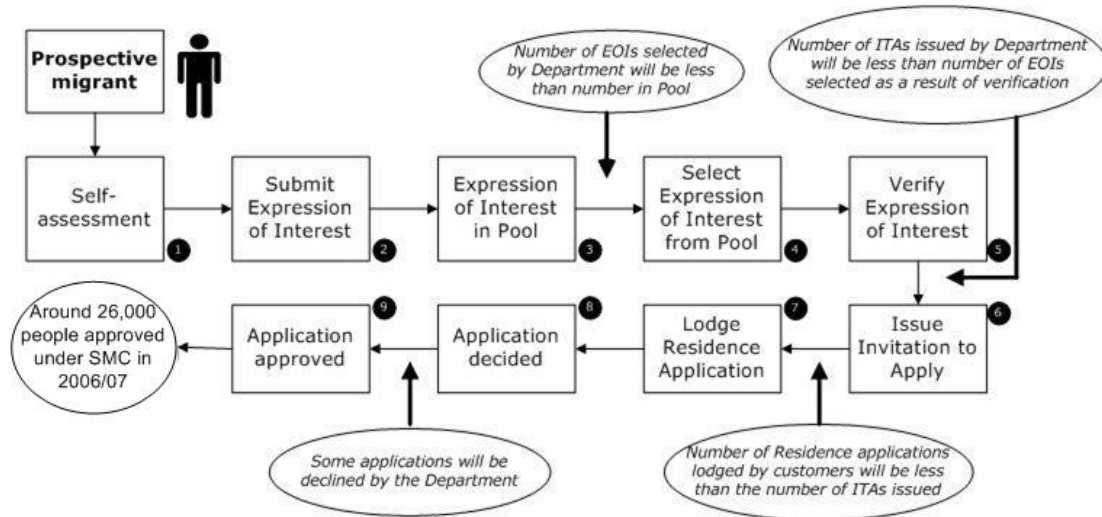 Prospective
migrant
Number of EOIs selected
by Department will be less
than number in Pool
Number of ITAs issued by Department
will be less than number of EOIs
selected as a result of verification
Self-
assessment
1
Submit
Expression
of Interest
2
Expression
of Interest
in Pool
3
Select
Expression
of Interest
from Pool
4
Verify
Expression
of Interest
5
Issue
Invitation to
Apply
6
Lodge
Residence
Application
7
Application
decided
8
Application
approved
9
Around 26,000
people approved
under SMC in
2006/07
Some applications will be
declined by the Department
Number of Residence applications
lodged by customers will be less
than the number of ITAs issued